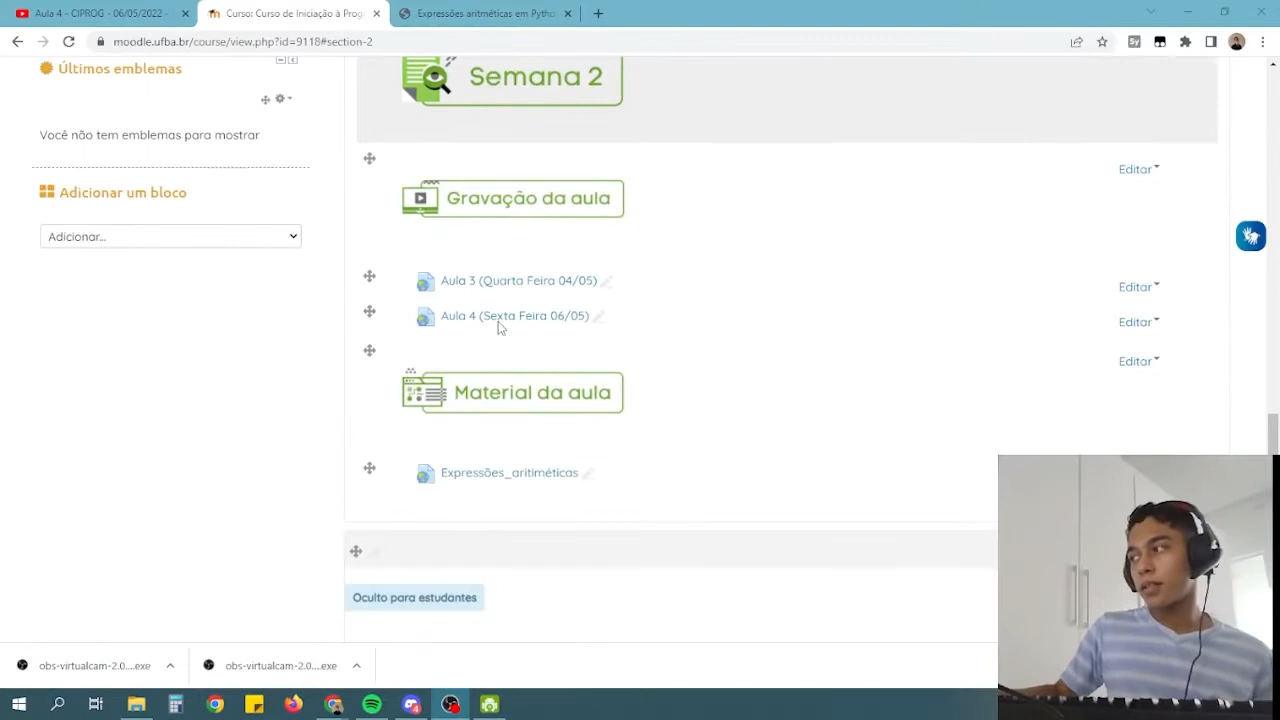 Aula 4 - CIPROG - 06/05/2022 -
Curso: Curso de Iniciação à Prog
Expressões aritméticas em Pytho
moodle.ufba.br/course/view.php?id=9118#section-2
Últimos emblemas
Você não tem emblemas para mostrar
Adicionar um bloco
Adicionar...
Semana 2
Editar
Gravação da aula
Aula 3 (Quarta Feira 04/05)
Editar
Aula 4 (Sexta Feira 06/05)
Editar
Editar
Material da aula
Expressões_aritiméticas
Oculto para estudantes
obs-virtualcam-2.0....exe
obs-virtualcam-2.0....exe